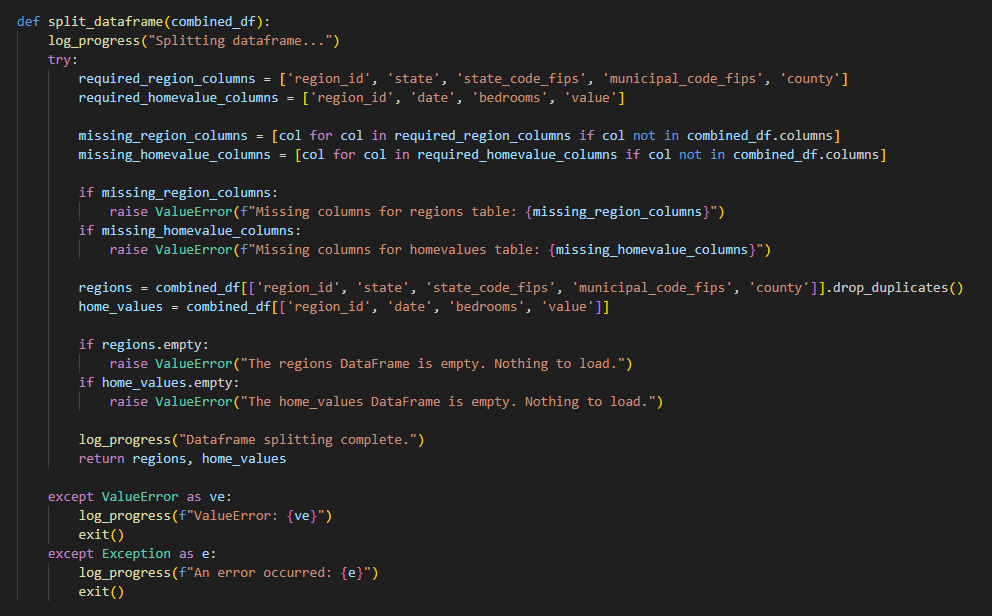 def split_dataframe(combined_df):
    log_progress("Splitting dataframe...")
    try:
        required_region_columns = ['region_id', 'state', 'state_code_fips', 'municipal_code_fips', 'county']
        required_homevalue_columns = ['region_id', 'date', 'bedrooms', 'value']

        missing_region_columns = [col for col in required_region_columns if col not in combined_df.columns]
        missing_homevalue_columns = [col for col in required_homevalue_columns if col not in combined_df.columns]

        if missing_region_columns:
            raise ValueError(f"Missing columns for regions table: {missing_region_columns}")
        if missing_homevalue_columns:
            raise ValueError(f"Missing columns for homevalues table: {missing_homevalue_columns}")

        regions = combined_df[['region_id', 'state', 'state_code_fips', 'municipal_code_fips', 'county']].drop_duplicates()
        home_values = combined_df[['region_id', 'date', 'bedrooms', 'value']]

        if regions.empty:
            raise ValueError("The regions DataFrame is empty. Nothing to load.")
        if home_values.empty:
            raise ValueError("The home_values DataFrame is empty. Nothing to load.")

        log_progress("Dataframe splitting complete.")
        return regions, home_values

    except ValueError as ve:
        log_progress(f"ValueError: {ve}")
        exit()
    except Exception as e:
        log_progress(f"An error occurred: {e}")
        exit()